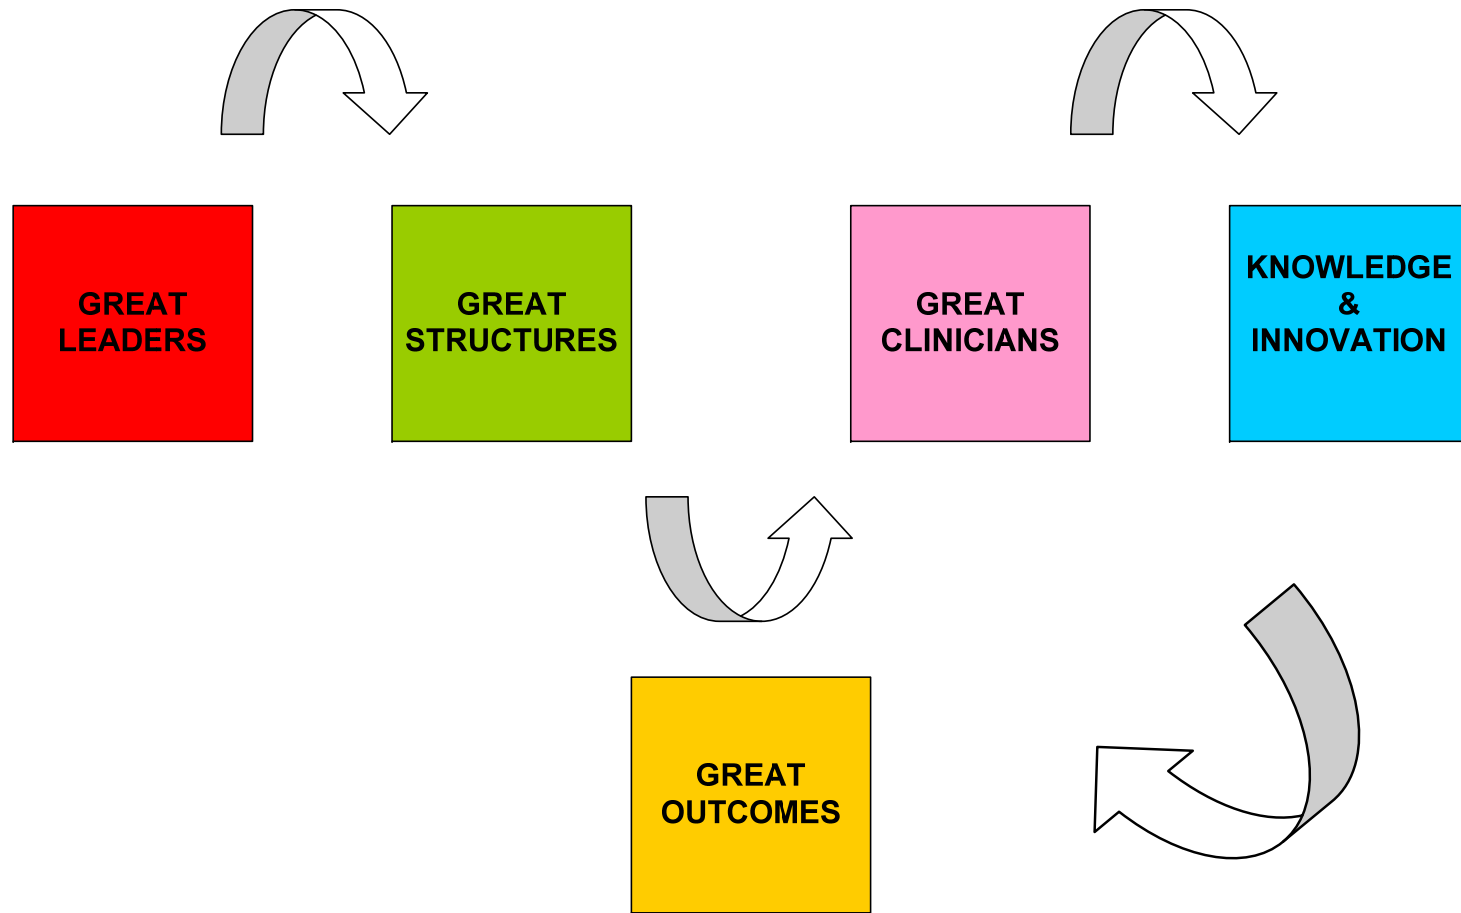 GREAT
LEADERS
GREAT
STRUCTURES
GREAT
CLINICIANS
KNOWLEDGE
&
INNOVATION
GREAT
OUTCOMES